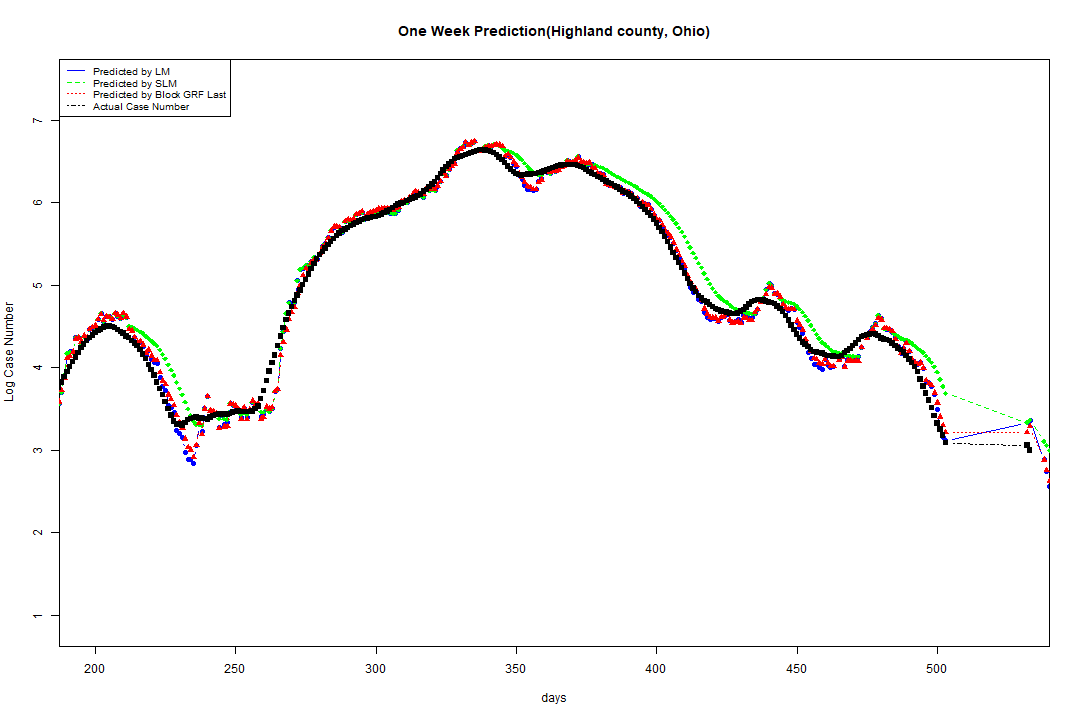 One Week Prediction(Highland county, Ohio)
Predicted by LM
Predicted by SLM
Predicted by Block GRF Last
Actual Case Number
Log Case Number
7
6
5
4
3
2
1
200 250 300 350 400 450 500
days